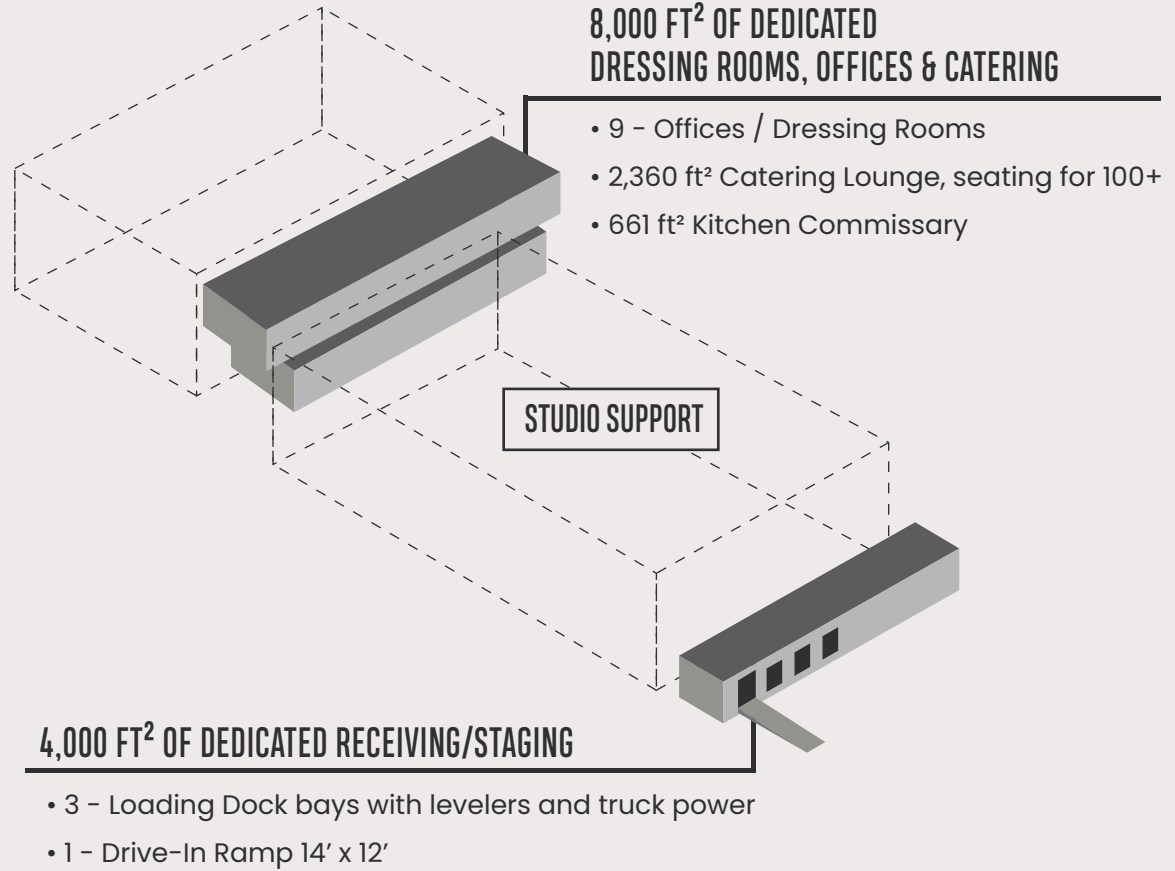 8,000 FT² OF DEDICATED
DRESSING ROOMS, OFFICES & CATERING
• 9 - Offices / Dressing Rooms
• 2,360 ft² Catering Lounge, seating for 100+
• 661 ft² Kitchen Commissary
STUDIO SUPPORT
4,000 FT² OF DEDICATED RECEIVING/STAGING
• 3 - Loading Dock bays with levelers and truck power
• 1 - Drive-In Ramp 14’ x 12’